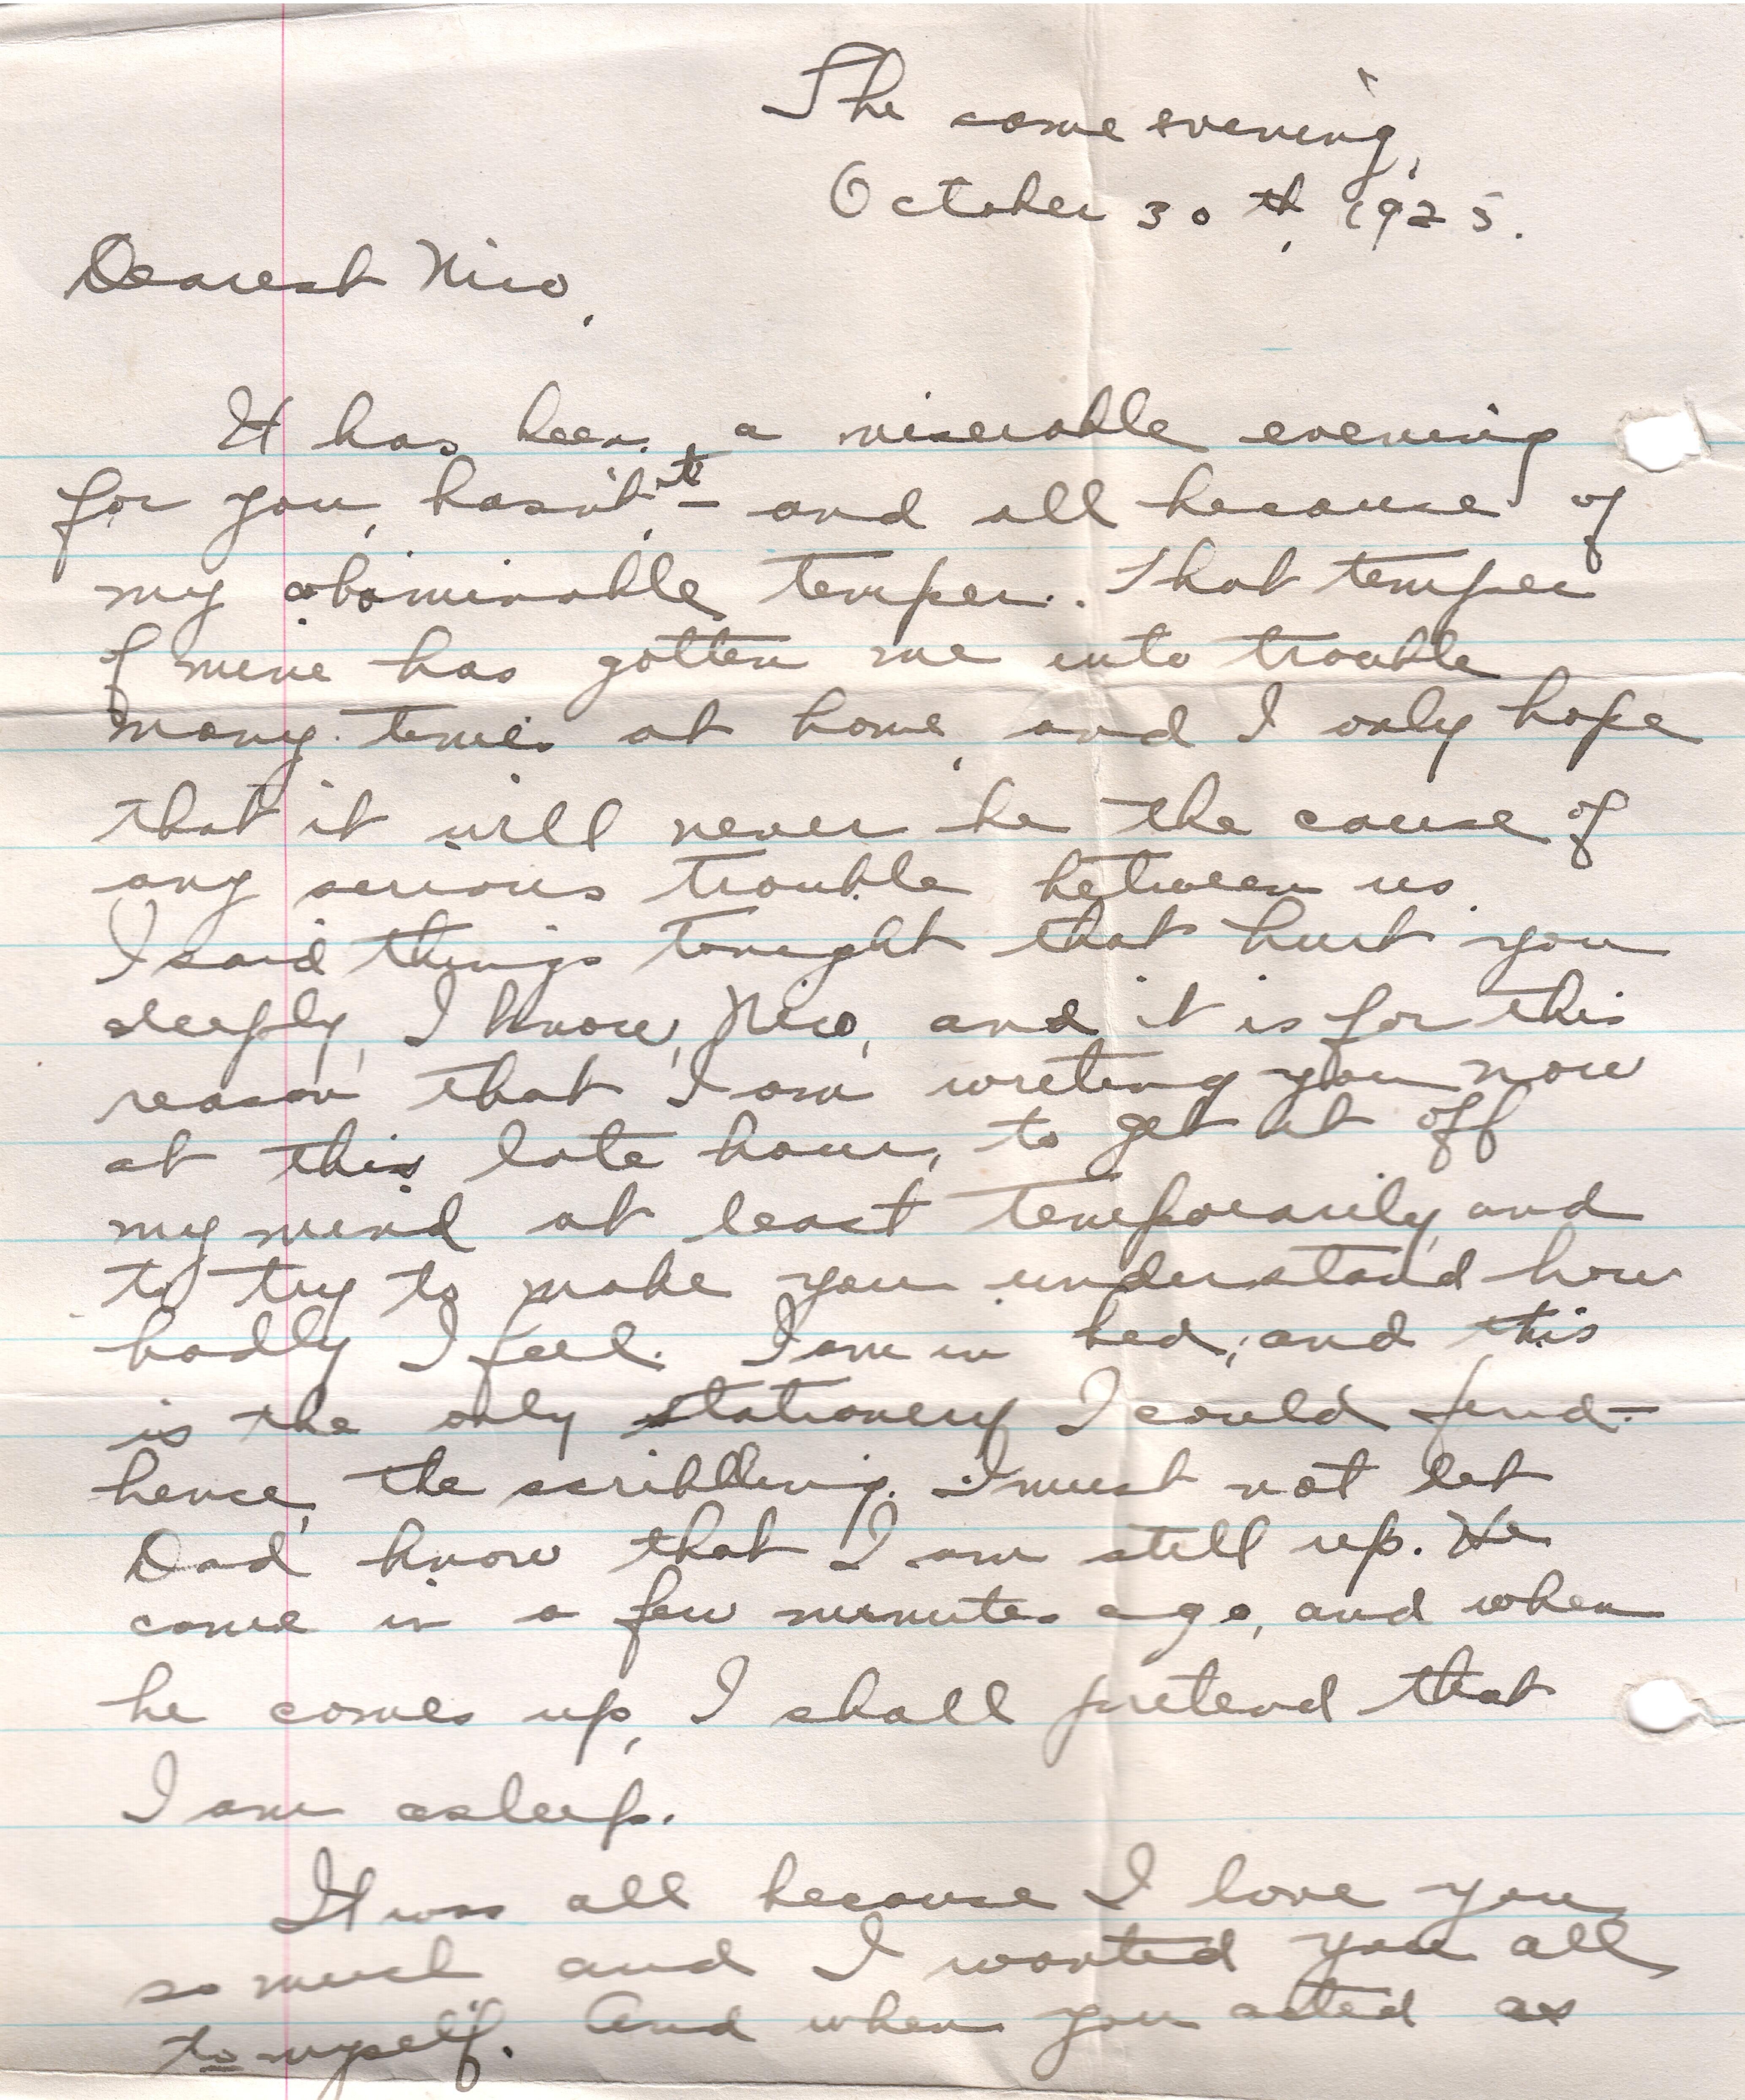 The same evening,
October 30th, 1925.
Dearest Nico,
It has been a miserable evening
for you, hasn't it - and all because of
my abominable temper. That temper
of mine has gotten me into trouble
many times at home, and I only hope
that it will never be the cause of
any serious trouble between us.
I said things tonight that hurt you
deeply, I know, Nico, and it is for this
reason that I am writing you now
at this late hour, to get it off
my mind at least temporarily, and
to try to make you understand how
badly I feel. I am in bed, and this
is the only stationery I could find -
hence, the scribbling. I must not let
Dad know that I am still up. He
came in a few minutes ago, and when
he comes up, I shall pretend that
I am asleep.
It was all because I love you
so much and I wanted you all
to myself. And when you acted as